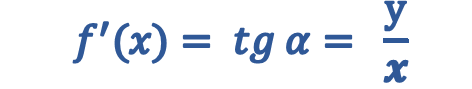 f′(x) = tg α = y/x